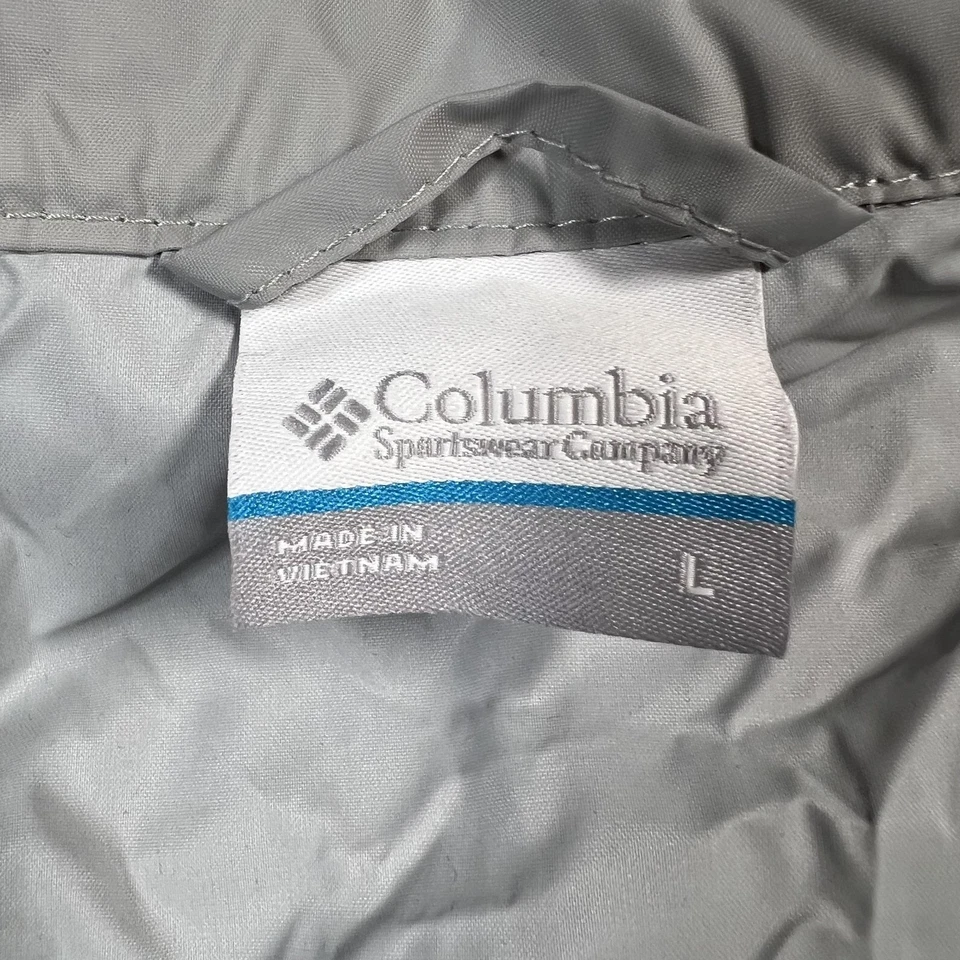 Columbia
Sportswear Company
MADE IN
VIETNAM
L